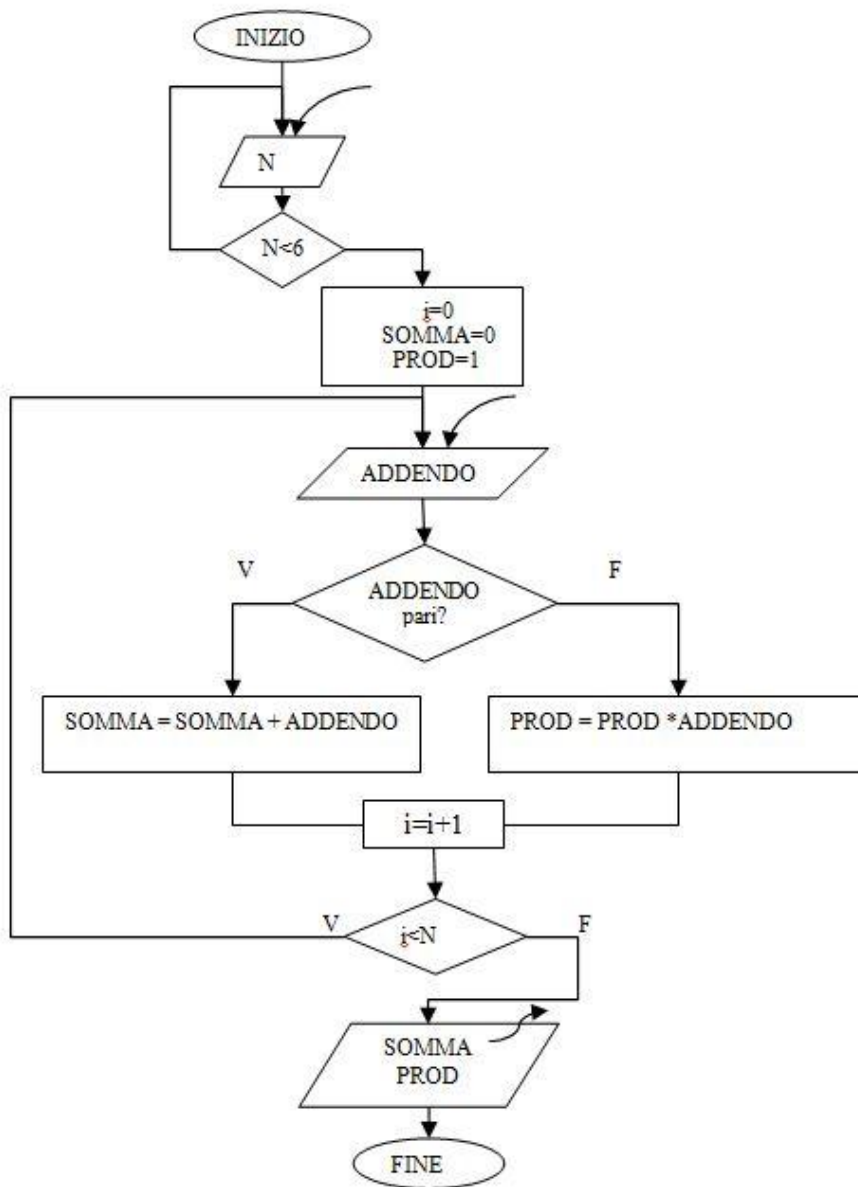 INIZIO
N
N<6
i=0
SOMMA=0
PROD=1
ADDENDO
V
F
ADDENDO
pari?
SOMMA = SOMMA + ADDENDO
PROD = PROD *ADDENDO
i=i+1
V
F
i<N
SOMMA
PROD
FINE